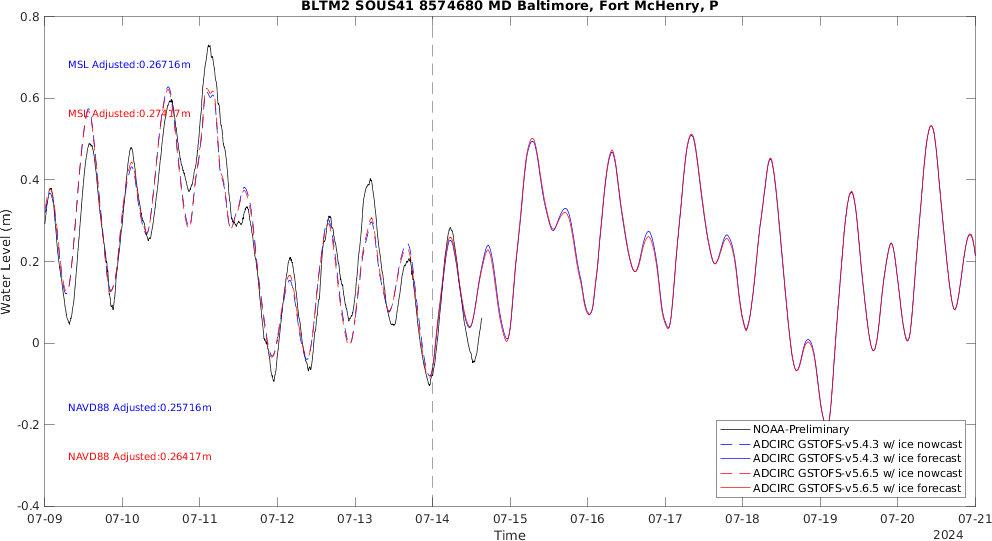 BLTM2 SOUS41 8574680 MD Baltimore, Fort McHenry, P
Water Level (m)
0.8
0.6
0.4
0.2
0
-0.2
-0.4
MSL Adjusted:0.26716m
MSL Adjusted:0.27417m
NAVD88 Adjusted:0.25716m
NAVD88 Adjusted:0.26417m
NOAA-Preliminary
ADCIRC GSTOFS-v5.4.3 w/ ice nowcast
ADCIRC GSTOFS-v5.4.3 w/ ice forecast
ADCIRC GSTOFS-v5.6.5 w/ ice nowcast
ADCIRC GSTOFS-v5.6.5 w/ ice forecast
07-09 07-10 07-11 07-12 07-13 07-14 07-15 07-16 07-17 07-18 07-19 07-20 07-21
Time
2024